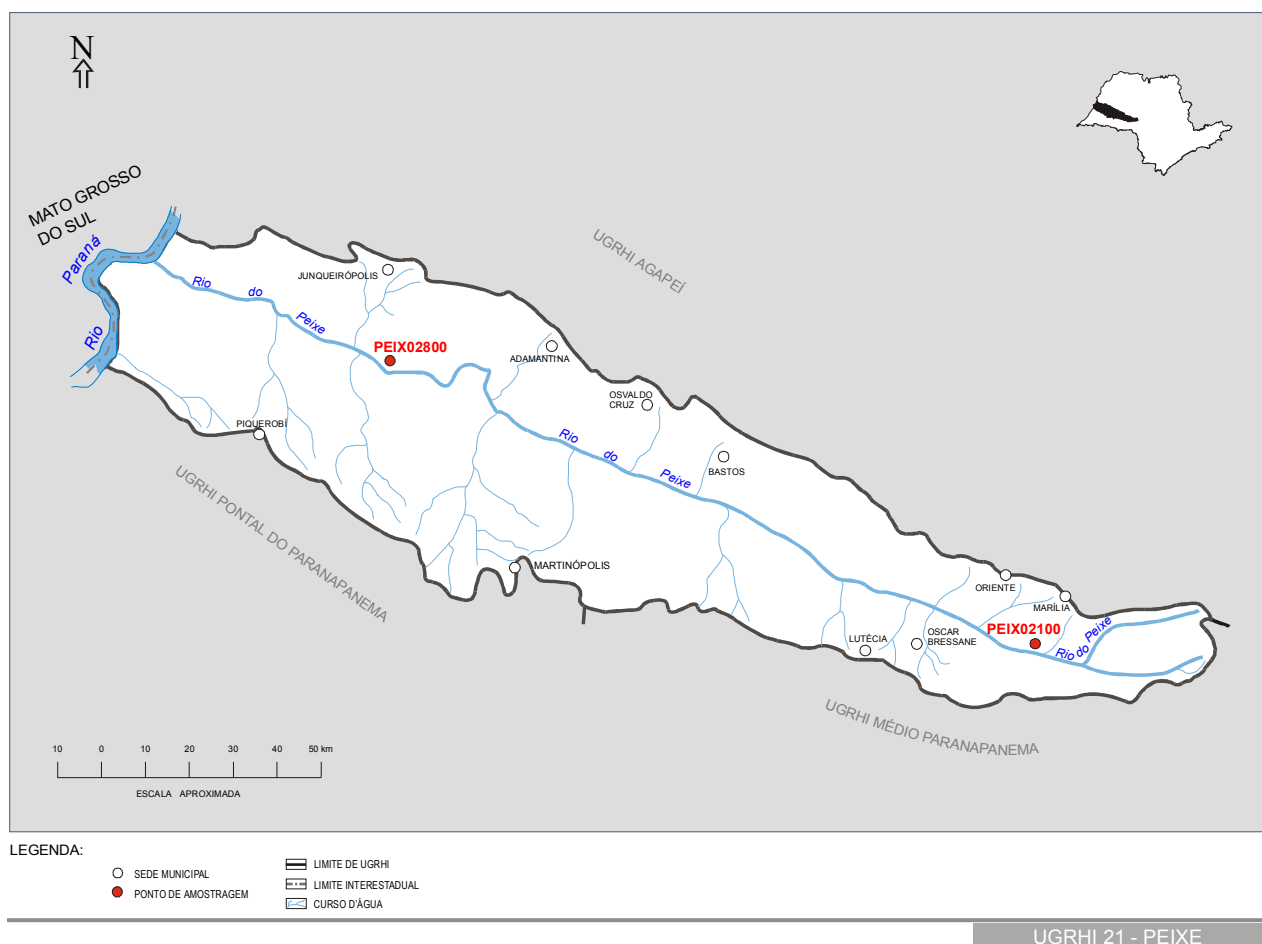 N
MATO GROSSO
DO SUL
Paraná
Rio
UGRHI AGAPEÍ
JUNQUEIRÓPOLIS
Rio do Peixe
PEIX02800
ADAMANTINA
OSVALDO
CRUZ
PIQUEROBÍ
Rio do Peixe
BASTOS
UGRHI PONTAL DO PARANAPANEMA
MARTINÓPOLIS
ORIENTE
MARÍLIA
PEIX02100
LUTÉCIA
OSCAR
BRESSANE
Rio do Peixe
UGRHI MÉDIO PARANAPANEMA
10 0 10 20 30 40 50 km
ESCALA APROXIMADA
LEGENDA:
SEDE MUNICIPAL
PONTO DE AMOSTRAGEM
LIMITE DE UGRHI
LIMITE INTERESTADUAL
CURSO D'ÁGUA
UGRHI 21 - PEIXE